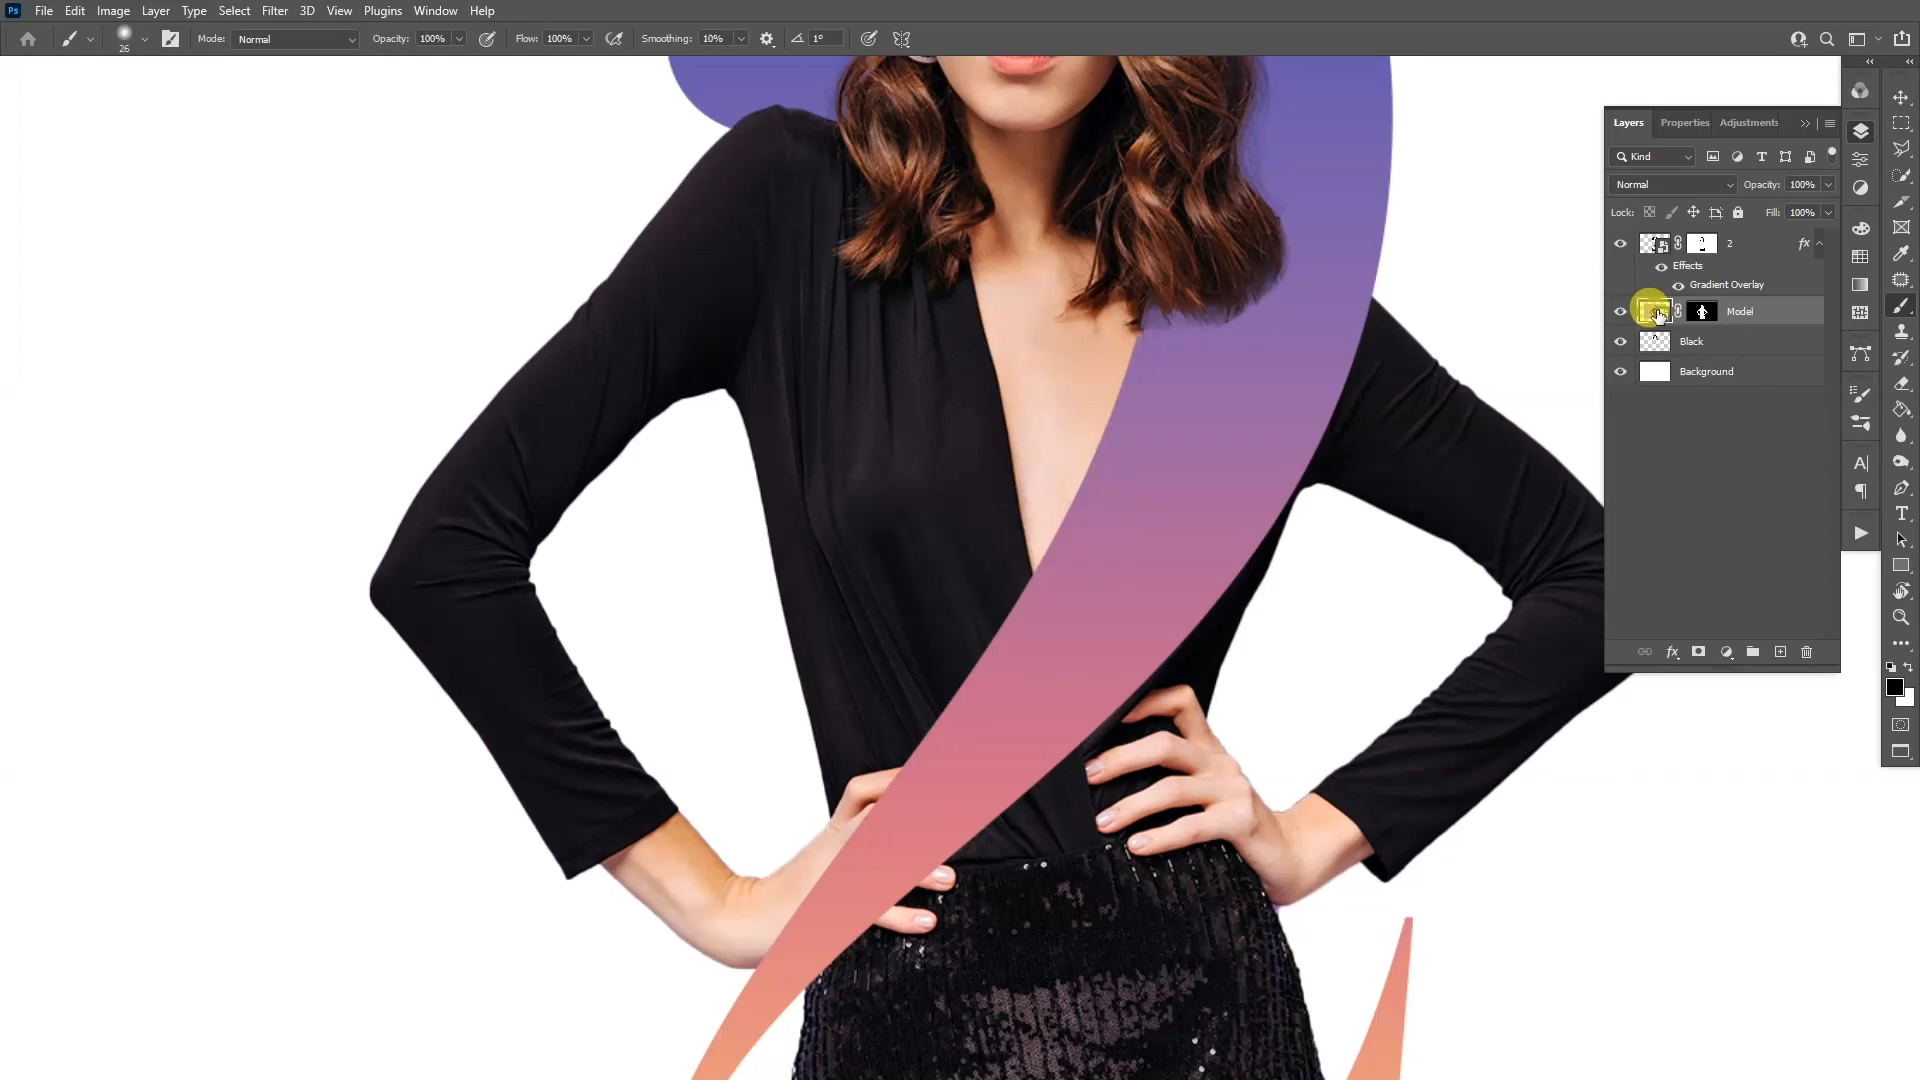 Ps File Edit Image Layer Type Select Filter 3D View Plugins Window Help
26 Mode: Normal Opacity: 100% Flow: 100% Smoothing: 10% 1°
Layers Properties Adjustments
Kind
Normal Opacity: 100%
Lock: Fill: 100%
2 fx
Effects
Gradient Overlay
Model
Black
Background
fx